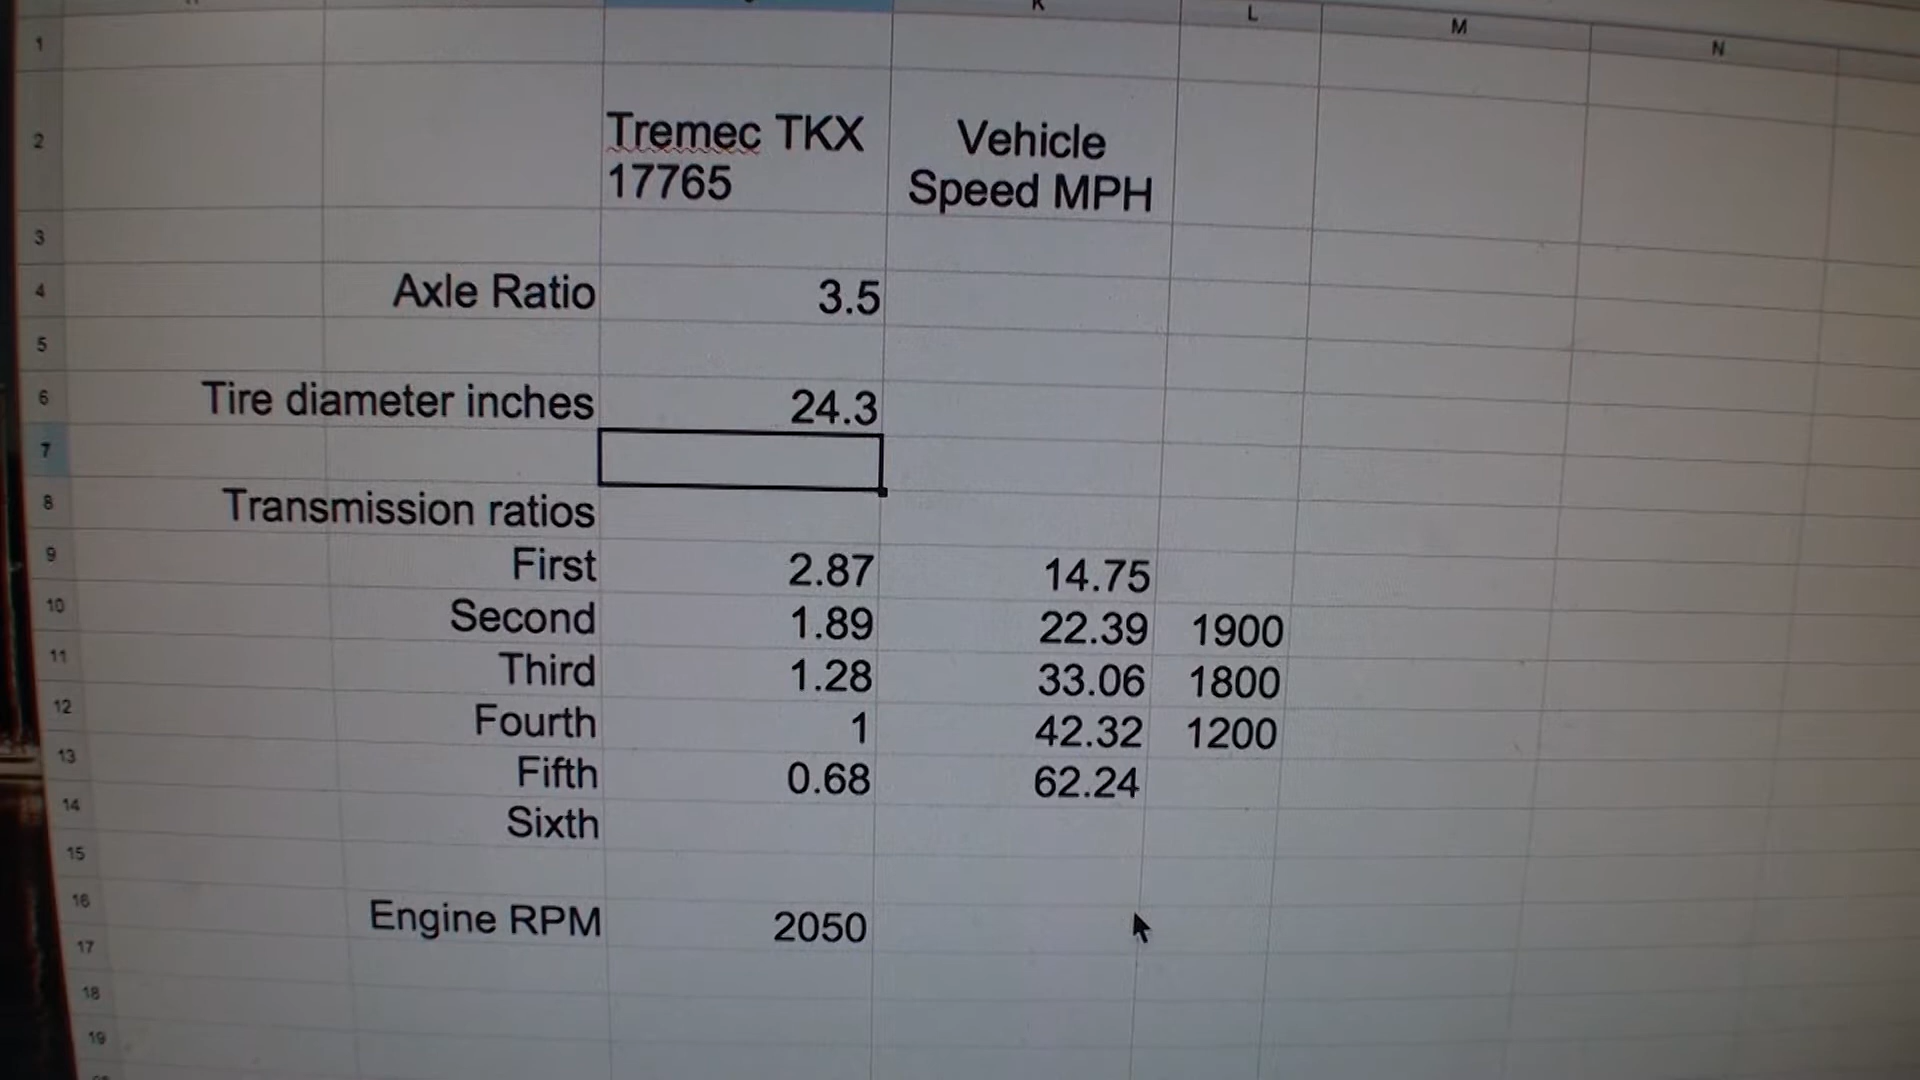 K L M N
1
2 Tremec TKX Vehicle
17765 Speed MPH
3
4 Axle Ratio 3.5
5
6 Tire diameter inches 24.3
7
8 Transmission ratios
9 First 2.87 14.75
10 Second 1.89 22.39 1900
11 Third 1.28 33.06 1800
12 Fourth 1 42.32 1200
13 Fifth 0.68 62.24
14 Sixth
15
16 Engine RPM 2050
17
18
19